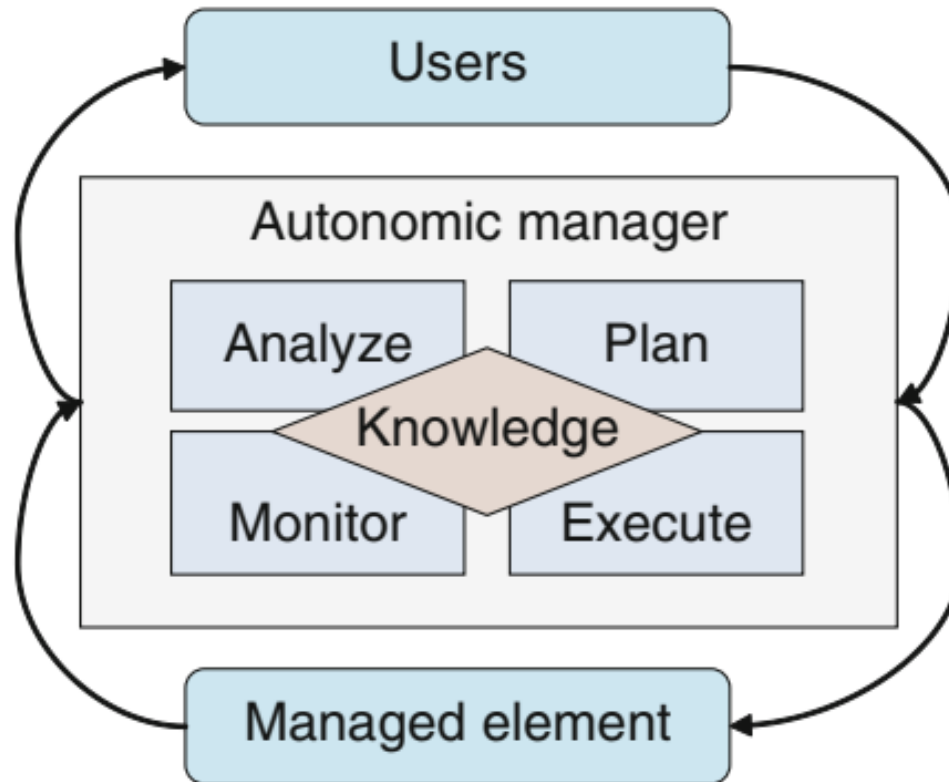 Users
Autonomic manager
Analyze
Plan
Knowledge
Monitor
Execute
Managed element